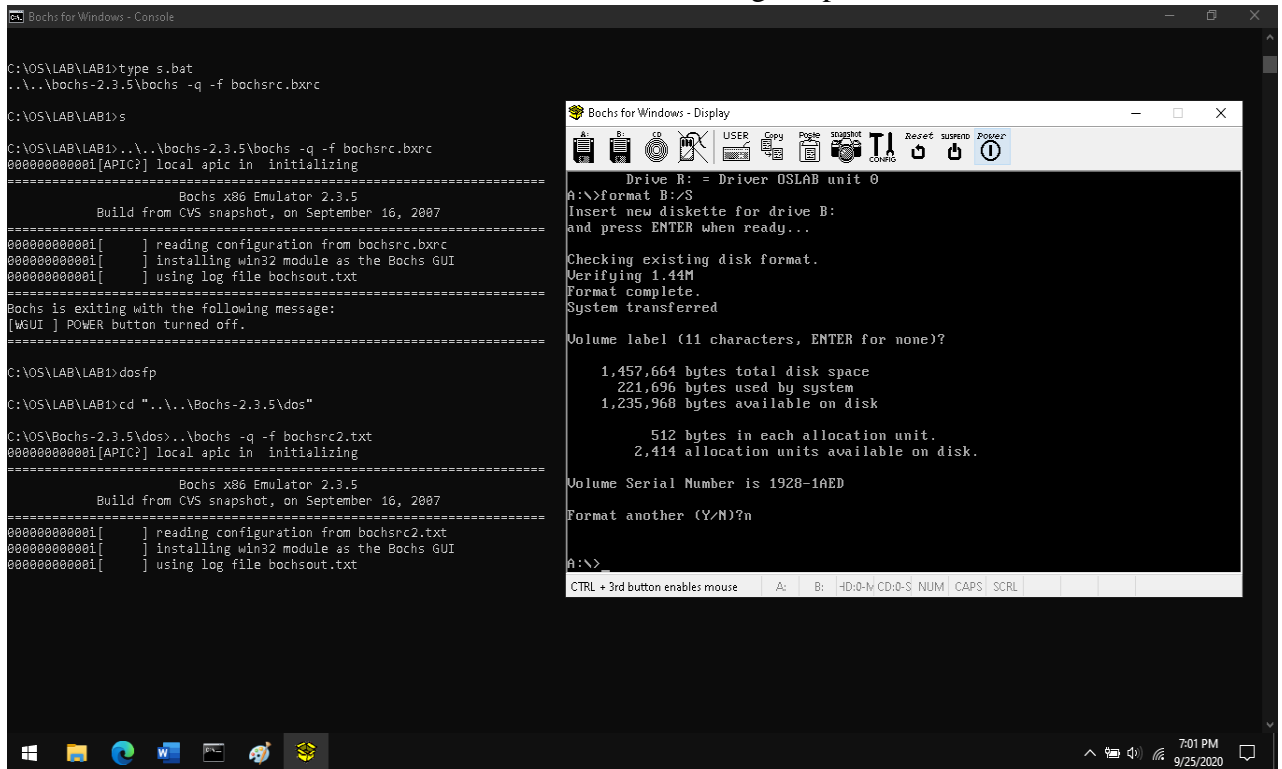 Bochs for Windows - Console
C:\OS\LAB\LAB1>type s.bat
..\..\bochs-2.3.5\bochs -q -f bochsrc.bxrc
C:\OS\LAB\LAB1>s
C:\OS\LAB\LAB1>..\..\bochs-2.3.5\bochs -q -f bochsrc.bxrc
00000000000i[APIC?] local apic in  initializing
========================================================================
Bochs x86 Emulator 2.3.5
Build from CVS snapshot, on September 16, 2007
========================================================================
00000000000i[     ] reading configuration from bochsrc.bxrc
00000000000i[     ] installing win32 module as the Bochs GUI
00000000000i[     ] using log file bochsout.txt
========================================================================
Bochs is exiting with the following message:
[WGUI ] POWER button turned off.
========================================================================
C:\OS\LAB\LAB1>dosfp
C:\OS\LAB\LAB1>cd "..\..\Bochs-2.3.5\dos"
C:\OS\Bochs-2.3.5\dos>..\bochs -q -f bochsrc2.txt
00000000000i[APIC?] local apic in  initializing
========================================================================
Bochs x86 Emulator 2.3.5
Build from CVS snapshot, on September 16, 2007
========================================================================
00000000000i[     ] reading configuration from bochsrc2.txt
00000000000i[     ] installing win32 module as the Bochs GUI
00000000000i[     ] using log file bochsout.txt
Bochs for Windows - Display
A: B: CD USER Copy Paste snapshot CONFIG Reset SUSPEND Power
Drive R: = Driver OSLAB unit 0
A:\>format B:/S
Insert new diskette for drive B:
and press ENTER when ready...
Checking existing disk format.
Verifying 1.44M
Format complete.
System transferred
Volume label (11 characters, ENTER for none)?
1,457,664 bytes total disk space
221,696 bytes used by system
1,235,968 bytes available on disk
512 bytes in each allocation unit.
2,414 allocation units available on disk.
Volume Serial Number is 1928-1AED
Format another (Y/N)?n
A:\>_
CTRL + 3rd button enables mouse A: B: HD:0-M CD:0-S NUM CAPS SCRL
7:01 PM
9/25/2020